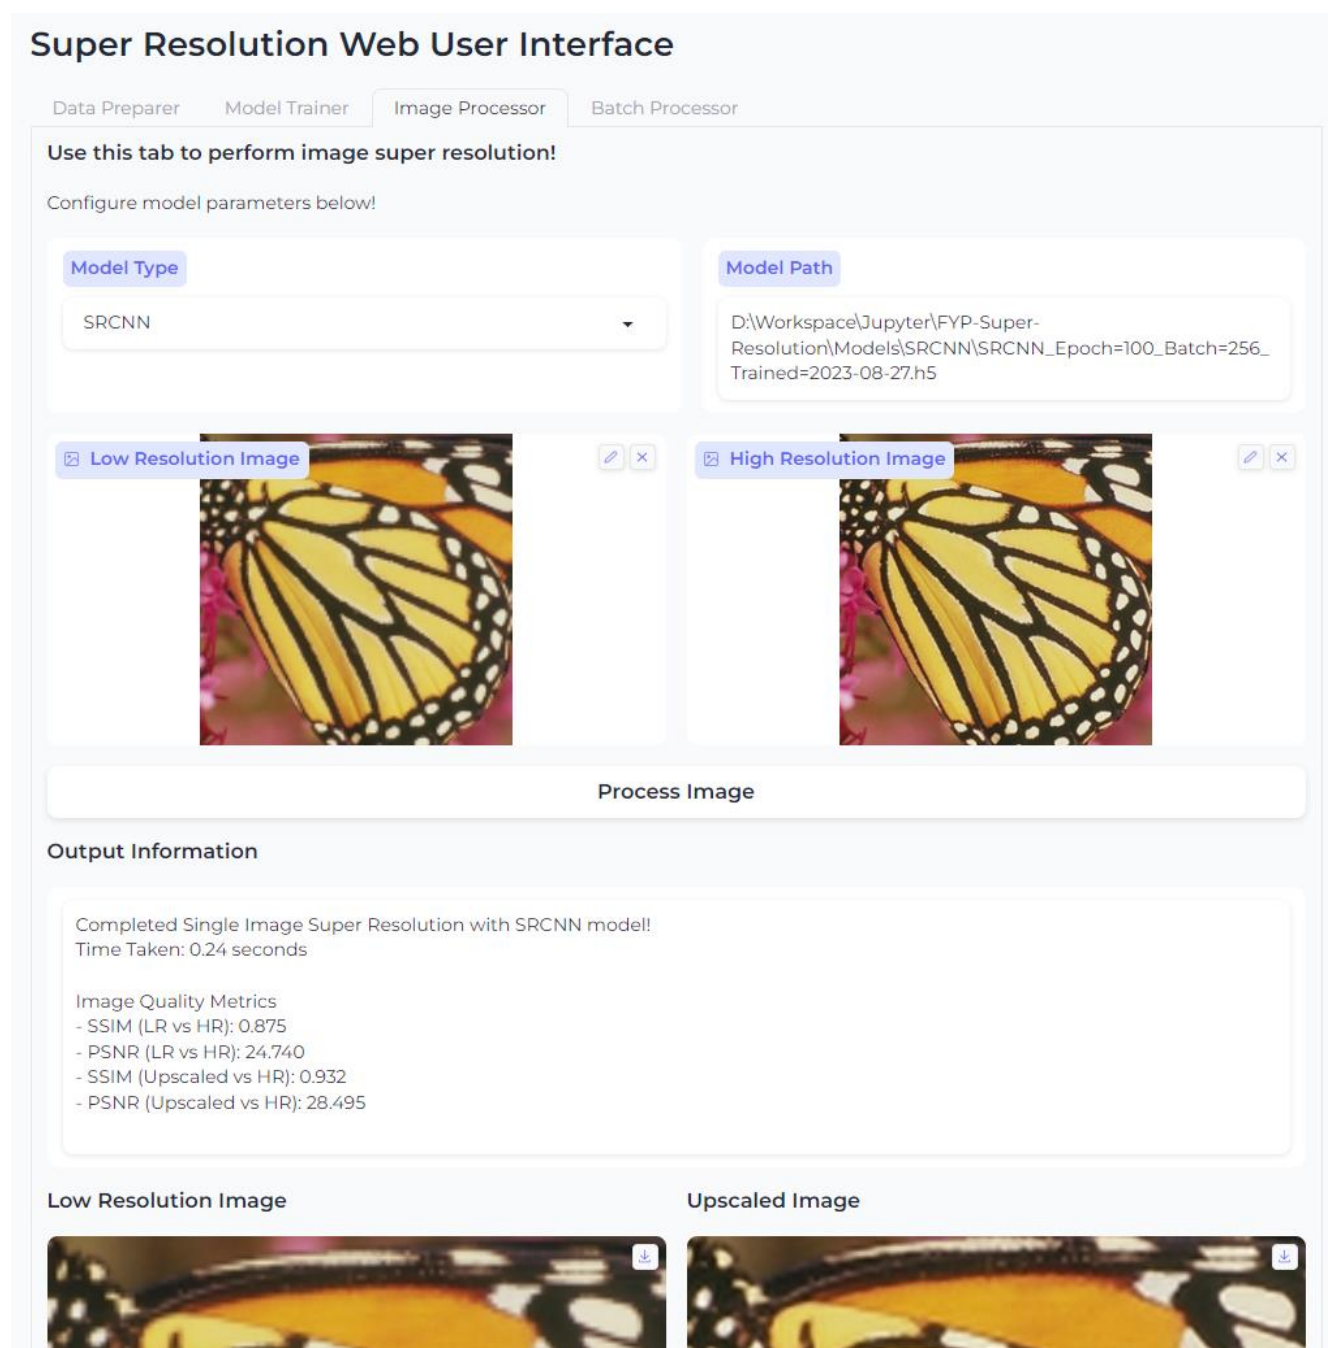 Super Resolution Web User Interface
Data Preparer
Model Trainer
Image Processor
Batch Processor
Use this tab to perform image super resolution!
Configure model parameters below!
Model Type
SRCNN
Model Path
D:\Workspace\Jupyter\FYP-Super-
Resolution\Models\SRCNN\SRCNN_Epoch=100_Batch=256_
Trained=2023-08-27.h5
Low Resolution Image
High Resolution Image
Process Image
Output Information
Completed Single Image Super Resolution with SRCNN model!
Time Taken: 0.24 seconds
Image Quality Metrics
- SSIM (LR vs HR): 0.875
- PSNR (LR vs HR): 24.740
- SSIM (Upscaled vs HR): 0.932
- PSNR (Upscaled vs HR): 28.495
Low Resolution Image
Upscaled Image